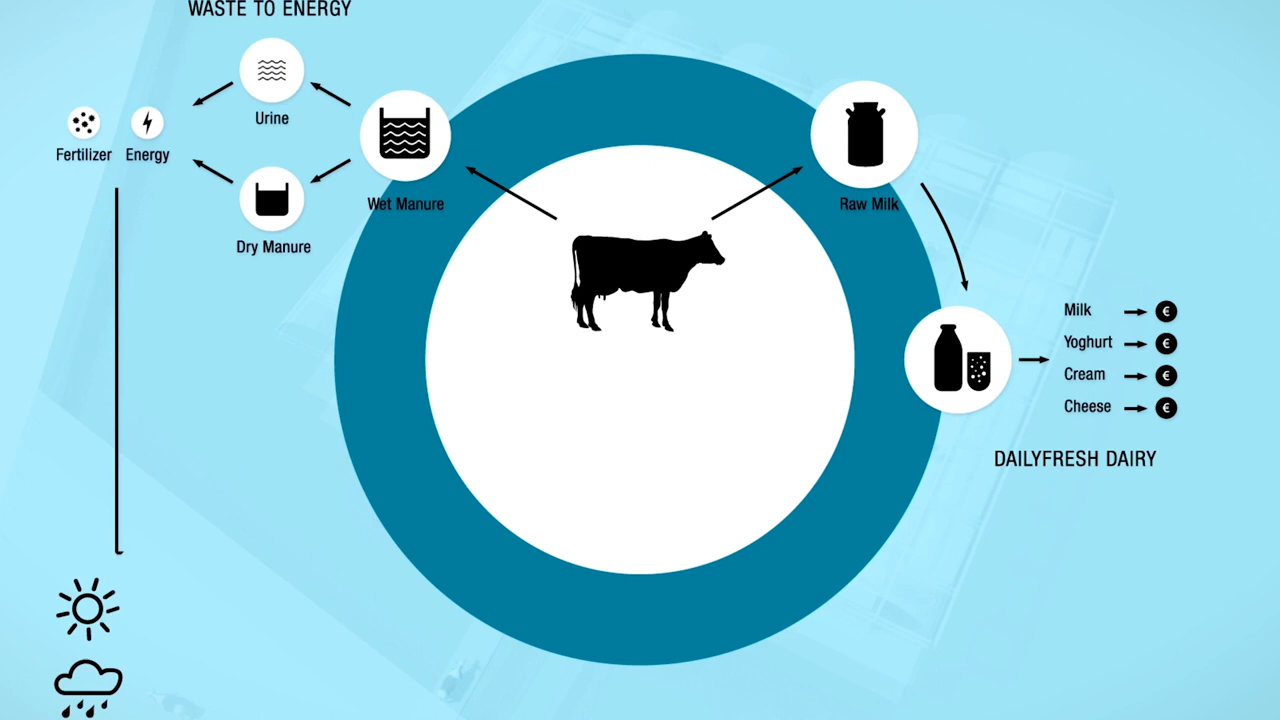 WASTE TO ENERGY
Urine
Fertilizer
Energy
Wet Manure
Dry Manure
Raw Milk
Milk €
Yoghurt €
Cream €
Cheese €
DAILYFRESH DAIRY